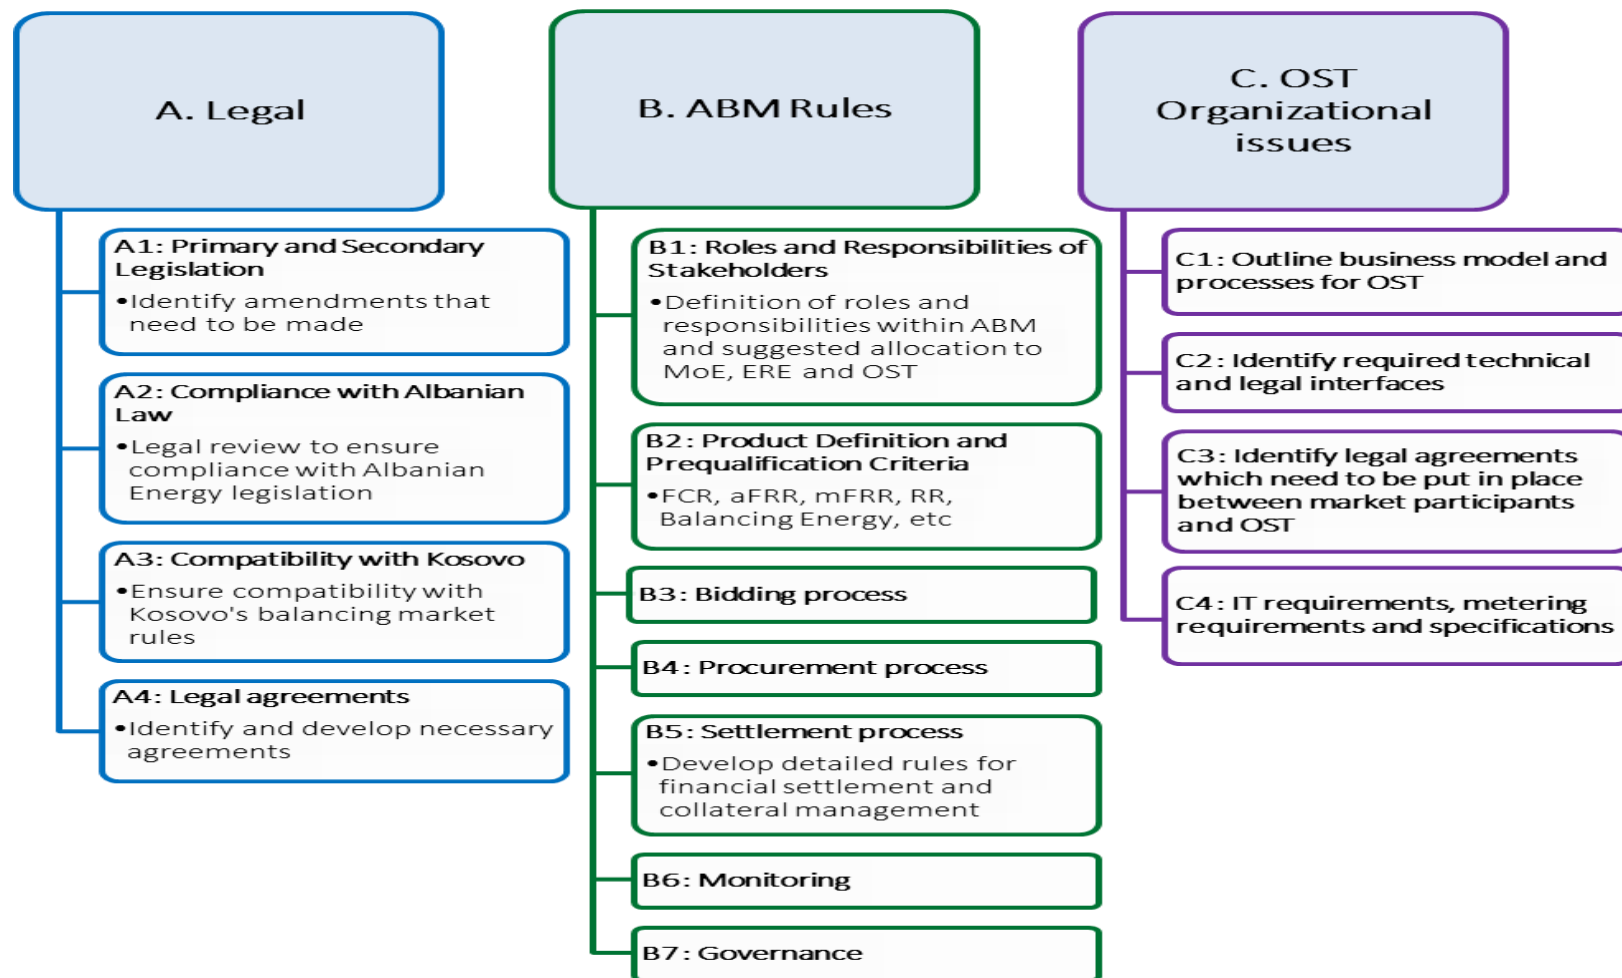 A. Legal
A1: Primary and Secondary
Legislation
•Identify amendments that
need to be made
A2: Compliance with Albanian
Law
•Legal review to ensure
compliance with Albanian
Energy legislation
A3: Compatibility with Kosovo
•Ensure compatibility with
Kosovo's balancing market
rules
A4: Legal agreements
•Identify and develop necessary
agreements
B. ABM Rules
B1: Roles and Responsibilities of
Stakeholders
•Definition of roles and
responsibilities within ABM
and suggested allocation to
MoE, ERE and OST
B2: Product Definition and
Prequalification Criteria
•FCR, aFRR, mFRR, RR,
Balancing Energy, etc
B3: Bidding process
B4: Procurement process
B5: Settlement process
•Develop detailed rules for
financial settlement and
collateral management
B6: Monitoring
B7: Governance
C. OST
Organizational
issues
C1: Outline business model and
processes for OST
C2: Identify required technical
and legal interfaces
C3: Identify legal agreements
which need to be put in place
between market participants
and OST
C4: IT requirements, metering
requirements and specifications